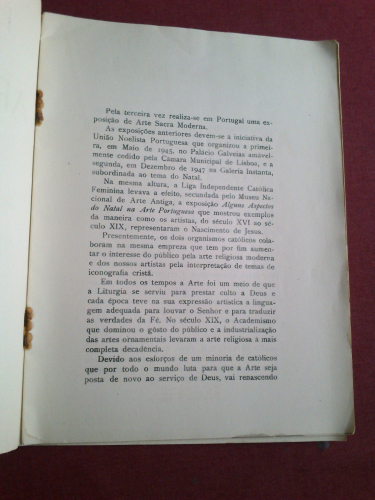 Pela terceira vez realiza-se em Portugal uma ex-
posição de Arte Sacra Moderna.
As exposições anteriores devem-se à iniciativa da
União Noelista Portuguesa que organizou a primei-
ra, em Maio de 1945, no Palácio Galveias amàvel-
mente cedido pela Câmara Municipal de Lisboa, e a
segunda, em Dezembro de 1947 na Galeria Instanta,
subordinada ao tema do Natal.
Na mesma altura, a Liga Independente Católica
Feminina levava a efeito, secundada pelo Museu Na-
cional de Arte Antiga, a exposição Alguns Aspectos
do Natal na Arte Portuguesa que mostrou exemplos
da maneira como os artistas, do século XVI ao sé-
culo XIX, representaram o Nascimento de Jesus.
Presentemente, os dois organismos católicos cola-
boram na mesma empresa que tem por fim aumen-
tar o interesse do público pela arte religiosa moderna
e dos nossos artistas pela interpretação de temas de
iconografia cristã.
Em todos os tempos a Arte foi um meio de que
a Liturgia se serviu para prestar culto a Deus e
cada época teve na sua expressão artística a lingua-
gem adequada para louvar o Senhor e para traduzir
as verdades da Fé. No século XIX, o Academismo
que dominou o gôsto do público e a industrialização
das artes ornamentais levaram a arte religiosa à mais
completa decadência.
Devido aos esforços de um minoria de católicos
que por todo o mundo luta para que a Arte seja
posta de novo ao serviço de Deus, vai renascendo